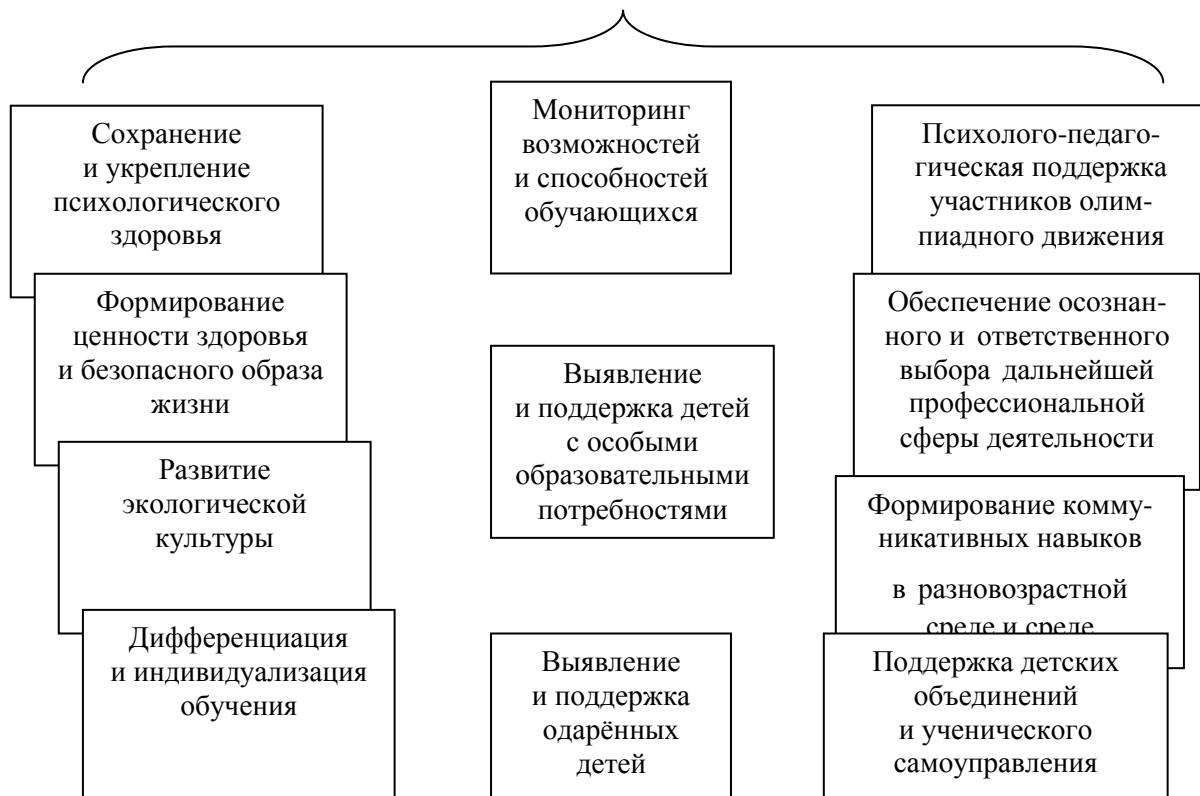 Сохранение
и укрепление
психологического
здоровья
Формирование
ценности здоровья
и безопасного образа
жизни
Развитие
экологической
культуры
Дифференциация
и индивидуализация
обучения
Мониторинг
возможностей
и способностей
обучающихся
Выявление
и поддержка детей
с особыми
образовательными
потребностями
Выявление
и поддержка
одарённых
детей
Психолого-педаго-
гическая поддержка
участников олим-
пиадного движения
Обеспечение осознан-
ного и ответственного
выбора дальнейшей
профессиональной
сферы деятельности
Формирование комму-
никативных навыков
в разновозрастной
среде и среде
Поддержка детских
объединений
и ученического
самоуправления